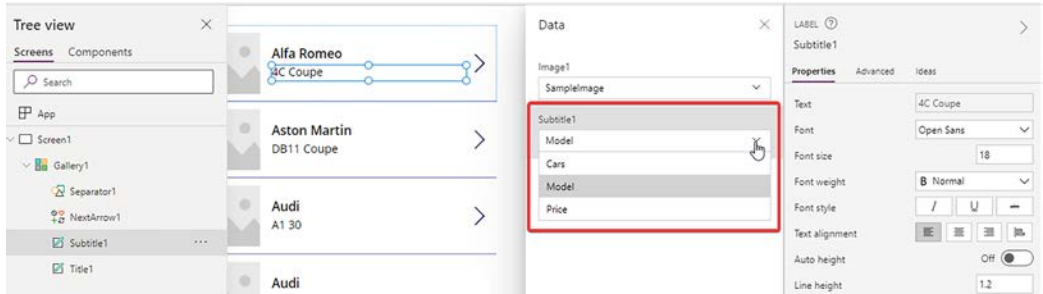 Tree view
Screens Components
Search
App
Screen1
Gallery1
Separator1
NextArrow1
Subtitle1 ...
Title1
Alfa Romeo
4C Coupe
Aston Martin
DB11 Coupe
Audi
A1 30
Audi
Data
Image1
SampleImage
Subtitle1
Model
Cars
Model
Price
LABEL
Subtitle1
Properties Advanced Ideas
Text 4C Coupe
Font Open Sans
Font size 18
Font weight B Normal
Font style / U
Text alignment
Auto height Off
Line height 1.2